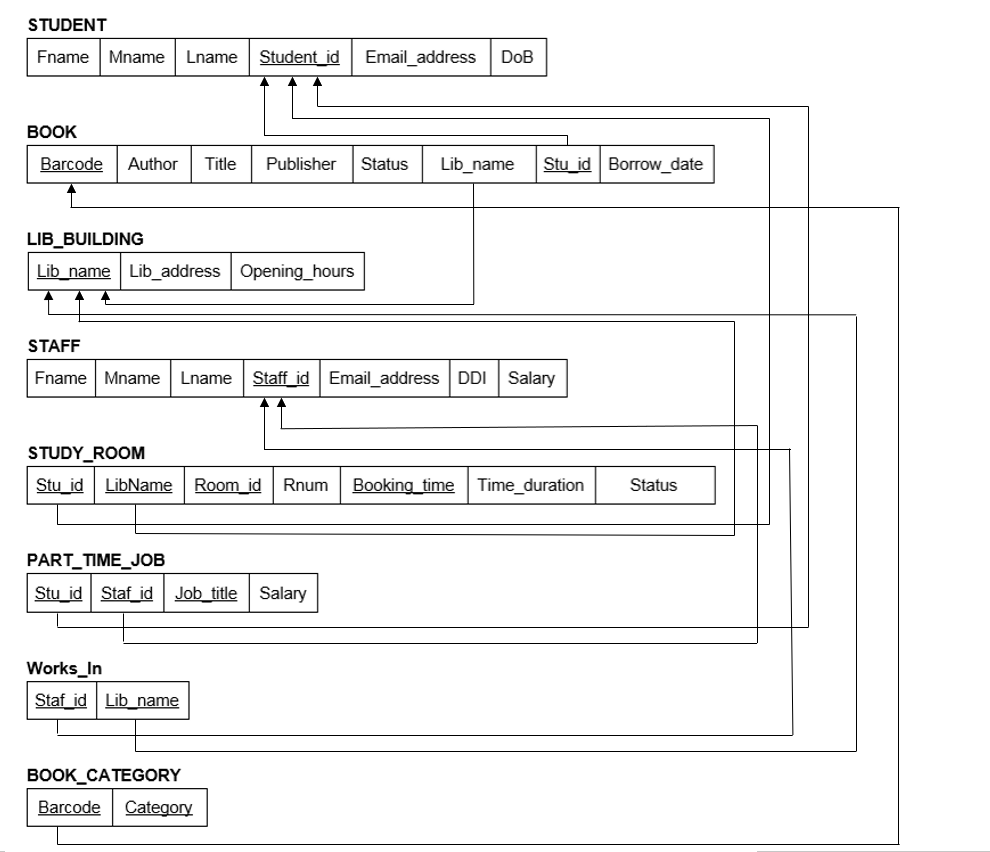 STUDENT
Fname Mname Lname Student_id Email_address DoB
BOOK
Barcode Author Title Publisher Status Lib_name Stu_id Borrow_date
LIB_BUILDING
Lib_name Lib_address Opening_hours
STAFF
Fname Mname Lname Staff_id Email_address DDI Salary
STUDY_ROOM
Stu_id LibName Room_id Rnum Booking_time Time_duration Status
PART_TIME_JOB
Stu_id Staf_id Job_title Salary
Works_In
Staf_id Lib_name
BOOK_CATEGORY
Barcode Category